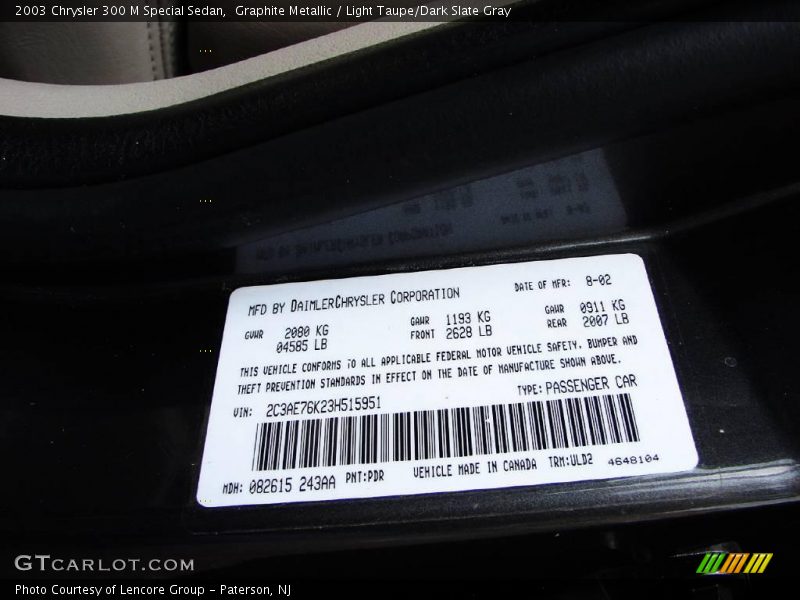 2003 Chrysler 300 M Special Sedan, Graphite Metallic / Light Taupe/Dark Slate Gray
MFD BY DAIMLERCHRYSLER CORPORATION DATE OF MFR: 8-02
GVWR 2080 KG GAWR 1193 KG GAWR 0911 KG
04585 LB FRONT 2628 LB REAR 2007 LB
THIS VEHICLE CONFORMS TO ALL APPLICABLE FEDERAL MOTOR VEHICLE SAFETY, BUMPER AND
THEFT PREVENTION STANDARDS IN EFFECT ON THE DATE OF MANUFACTURE SHOWN ABOVE.
VIN: 2C3AE76K23H515951 TYPE: PASSENGER CAR
MDH: 082615 243AA PNT:PDR VEHICLE MADE IN CANADA TRM:ULD2 4648104
GTCARLOT.COM
Photo Courtesy of Lencore Group - Paterson, NJ